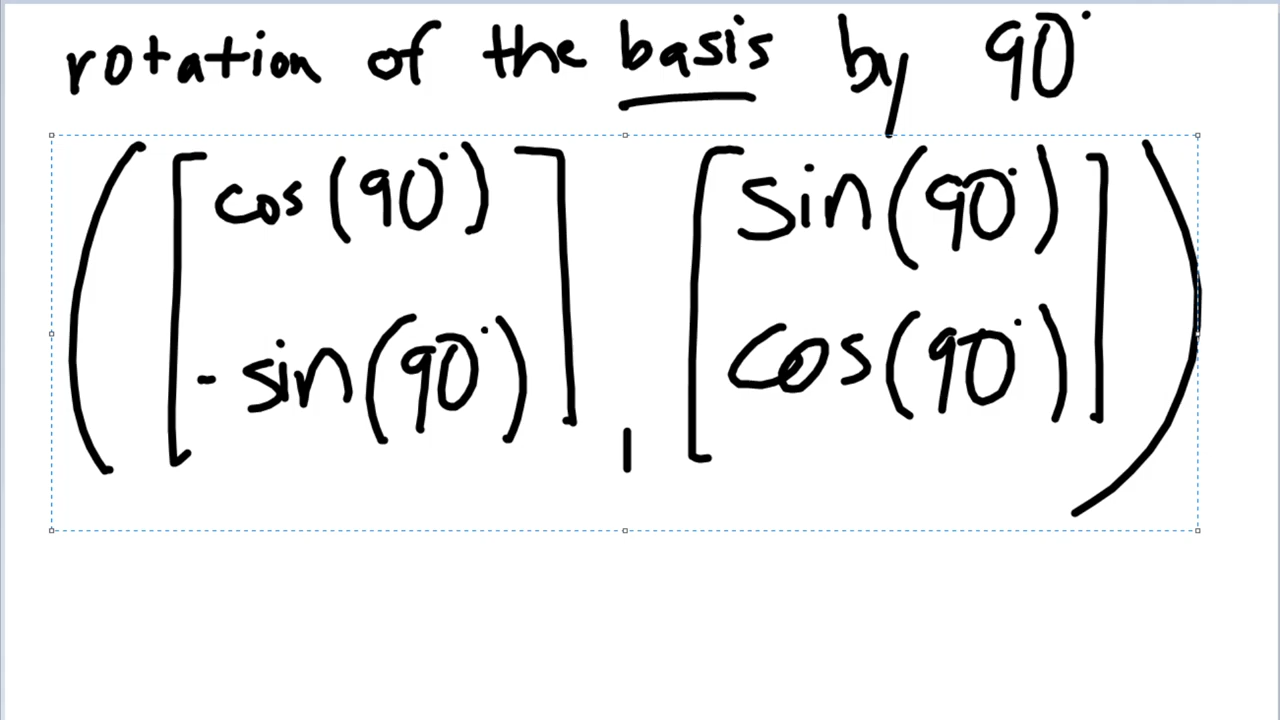 rotation of the basis by 90°
( [ cos(90°) ] [ sin(90°) ] )
-sin(90°) , cos(90°)